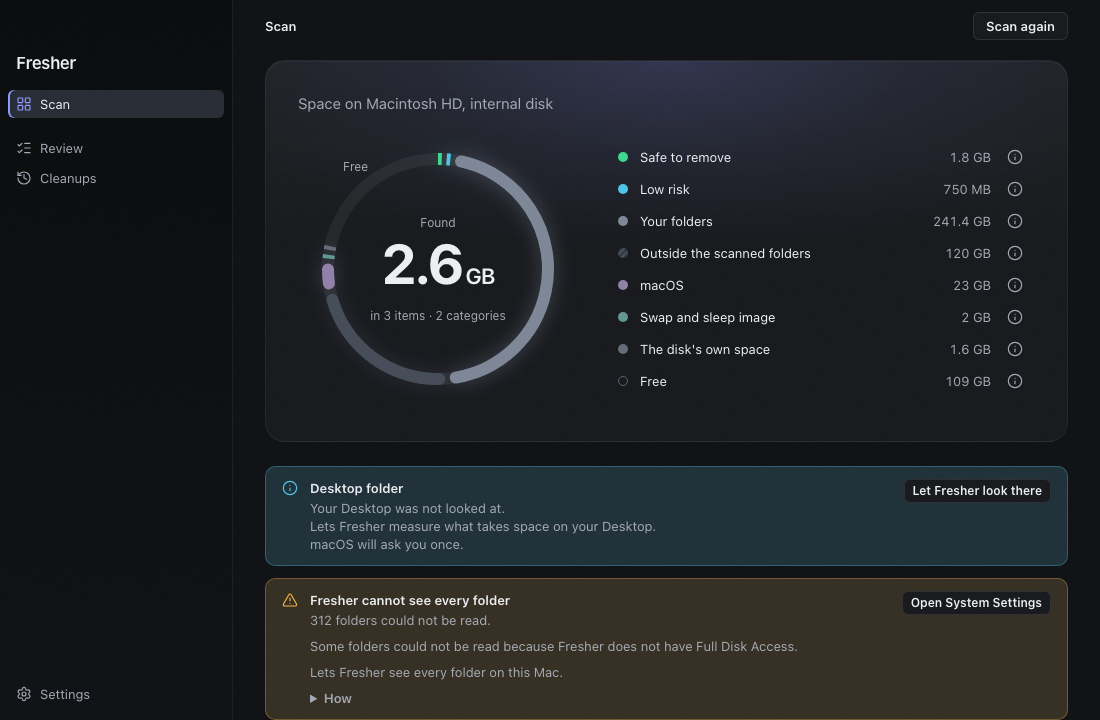 Fresher
Scan
Review
Cleanups
Settings
Scan
Scan again
Space on Macintosh HD, internal disk
Free
Found
2.6 GB
in 3 items · 2 categories
Safe to remove 1.8 GB
Low risk 750 MB
Your folders 241.4 GB
Outside the scanned folders 120 GB
macOS 23 GB
Swap and sleep image 2 GB
The disk's own space 1.6 GB
Free 109 GB
Desktop folder
Your Desktop was not looked at.
Lets Fresher measure what takes space on your Desktop.
macOS will ask you once.
Let Fresher look there
Fresher cannot see every folder
312 folders could not be read.
Some folders could not be read because Fresher does not have Full Disk Access.
Lets Fresher see every folder on this Mac.
How
Open System Settings